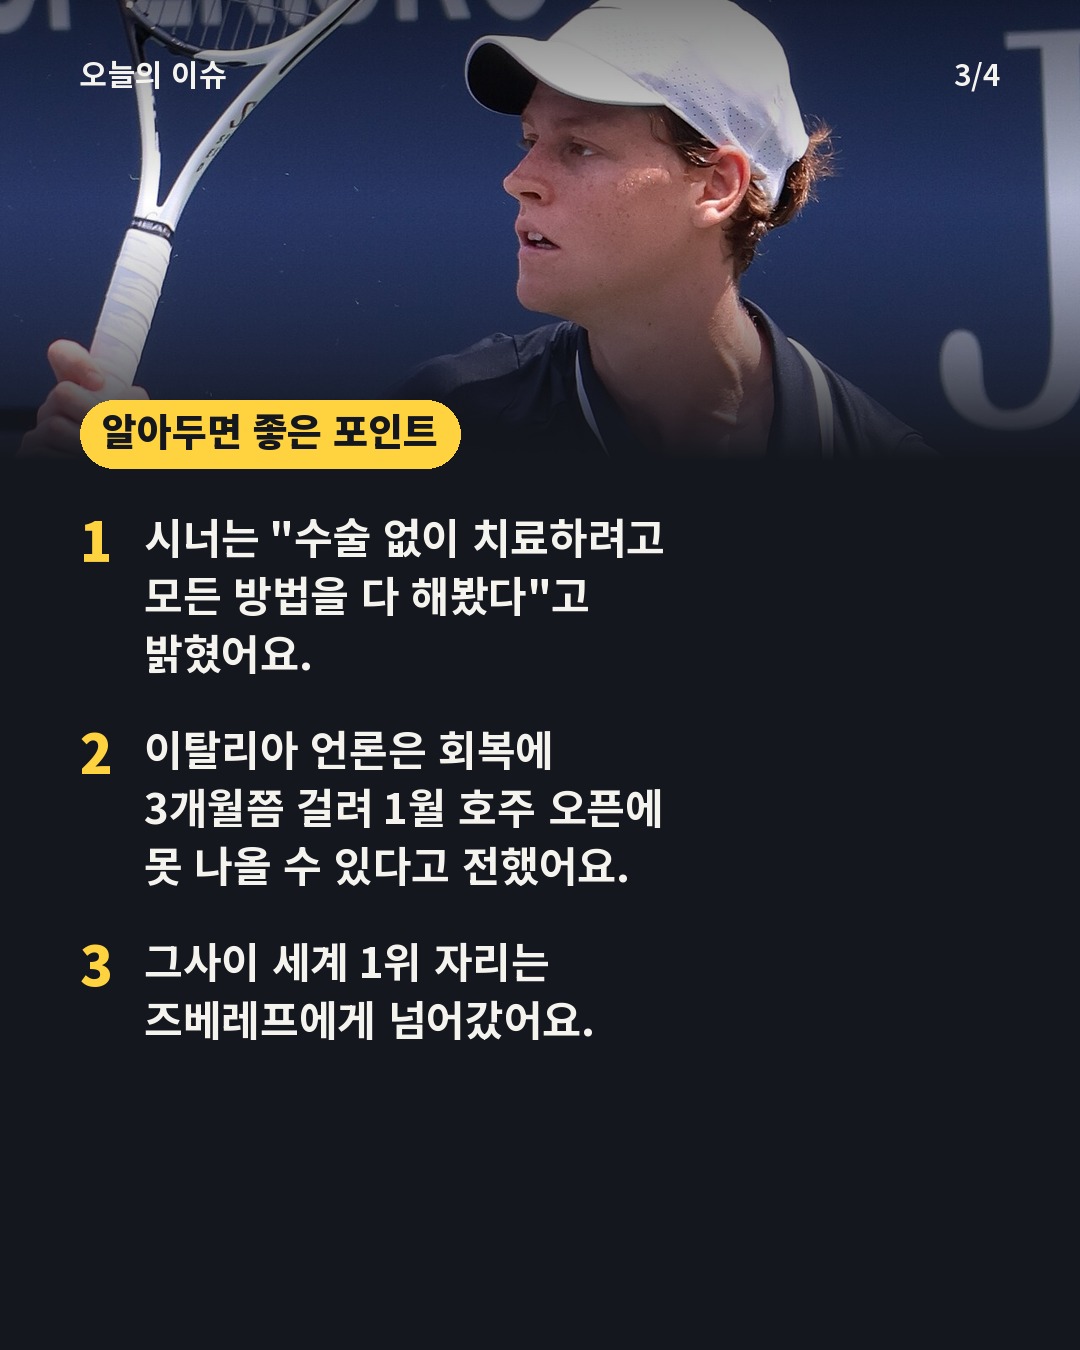 오늘의 이슈
3/4
HEAD
J
알아두면 좋은 포인트
1 시너는 "수술 없이 치료하려고
모든 방법을 다 해봤다"고
밝혔어요.
2 이탈리아 언론은 회복에
3개월쯤 걸려 1월 호주 오픈에
못 나올 수 있다고 전했어요.
3 그사이 세계 1위 자리는
즈베레프에게 넘어갔어요.